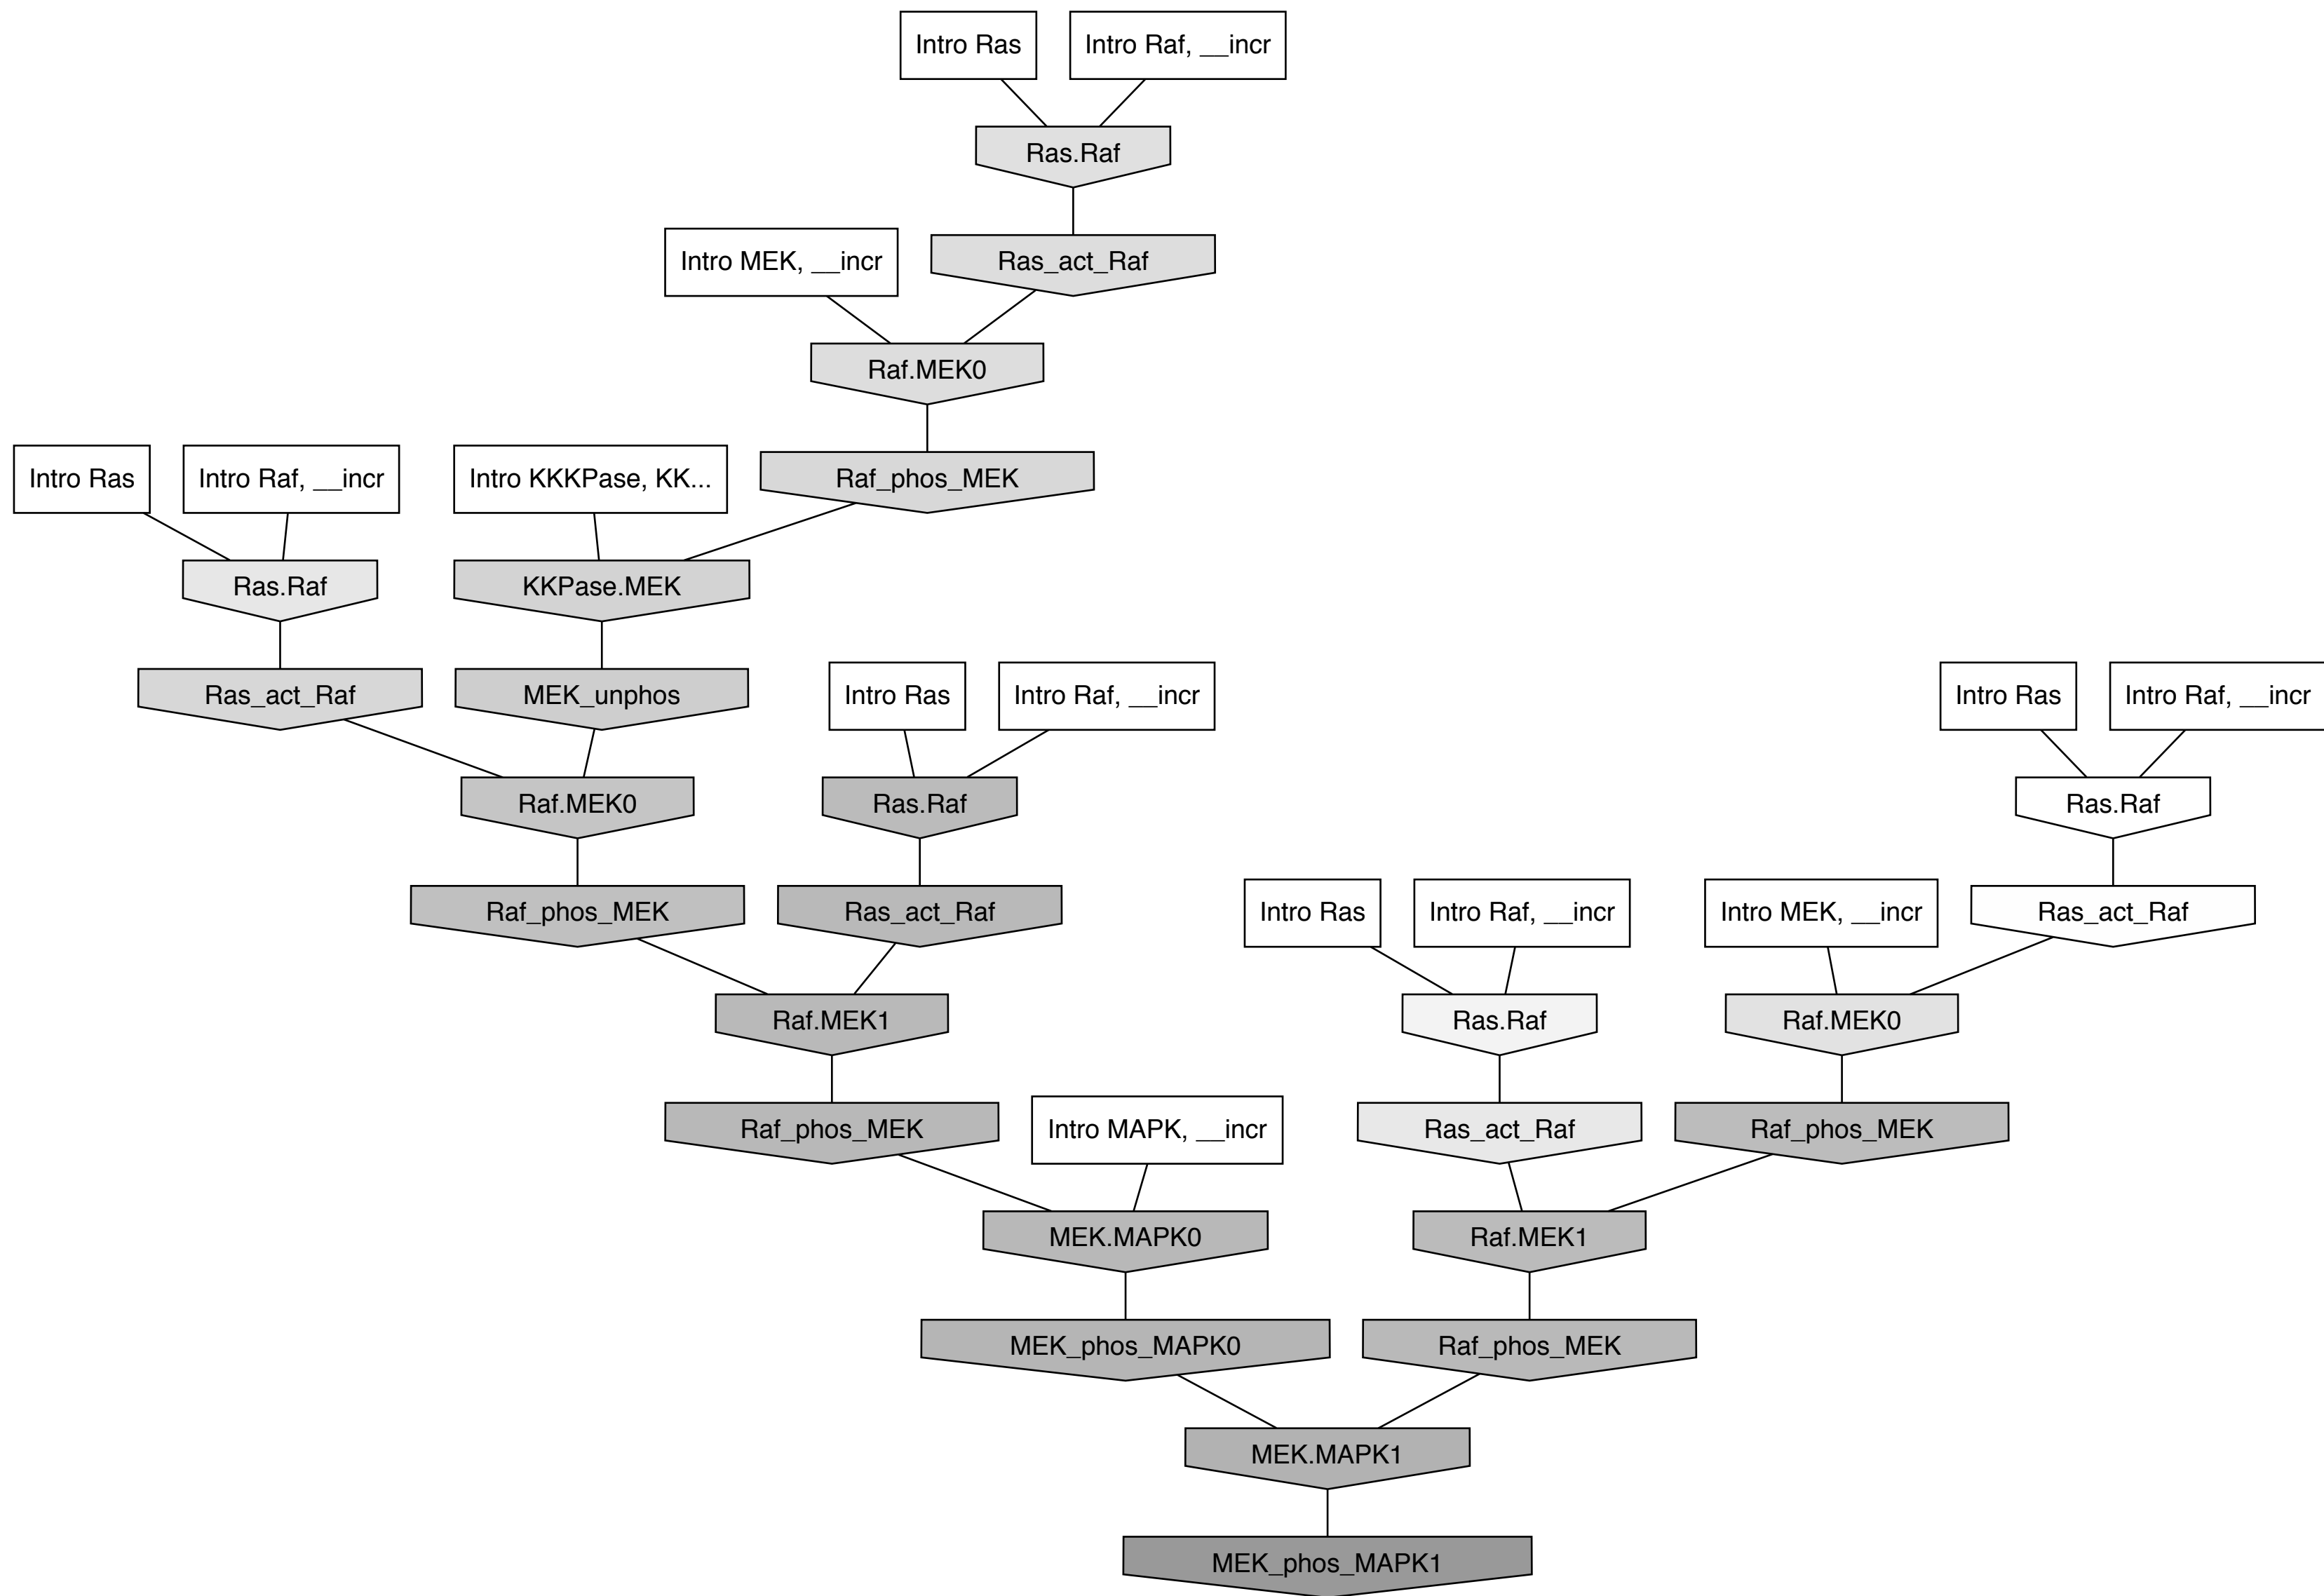 Intro Ras
Intro Raf, __incr
Ras.Raf
Intro MEK, __incr
Ras_act_Raf
Raf.MEK0
Intro Ras
Intro Raf, __incr
Intro KKKPase, KK...
Raf_phos_MEK
Ras.Raf
KKPase.MEK
Ras_act_Raf
MEK_unphos
Intro Ras
Intro Raf, __incr
Intro Ras
Intro Raf, __incr
Raf.MEK0
Ras.Raf
Ras.Raf
Raf_phos_MEK
Ras_act_Raf
Intro Ras
Intro Raf, __incr
Intro MEK, __incr
Ras_act_Raf
Raf.MEK1
Ras.Raf
Raf.MEK0
Raf_phos_MEK
Intro MAPK, __incr
Ras_act_Raf
Raf_phos_MEK
MEK.MAPK0
Raf.MEK1
MEK_phos_MAPK0
Raf_phos_MEK
MEK.MAPK1
MEK_phos_MAPK1